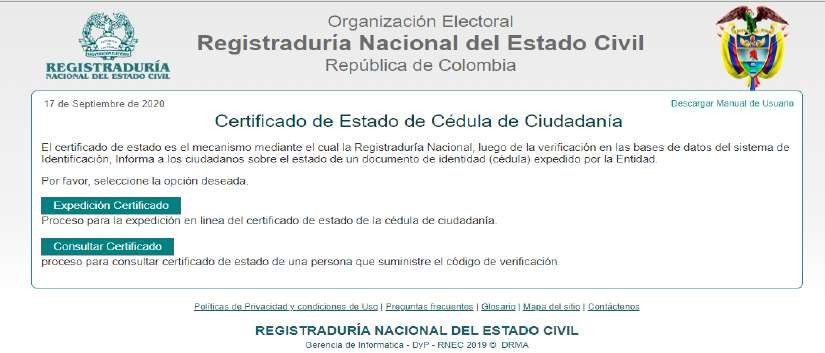 Organización Electoral
Registraduría Nacional del Estado Civil
República de Colombia
REGISTRADURÍA
NACIONAL DEL ESTADO CIVIL
17 de Septiembre de 2020
Descargar Manual de Usuario
Certificado de Estado de Cédula de Ciudadanía
El certificado de estado es el mecanismo mediante el cual la Registraduría Nacional, luego de la verificación en las bases de datos del sistema de
Identificación, Informa a los ciudadanos sobre el estado de un documento de identidad (cédula) expedido por la Entidad.
Por favor, seleccione la opción deseada.
Expedición Certificado
Proceso para la expedición en linea del certificado de estado de la cédula de ciudadanía.
Consultar Certificado
proceso para consultar certificado de estado de una persona que suministre el código de verificación.
Políticas de Privacidad y condiciones de Uso | Preguntas frecuentes | Glosario | Mapa del sitio | Contáctenos
REGISTRADURÍA NACIONAL DEL ESTADO CIVIL
Gerencia de Informática - DyP - RNEC 2019 © DRMA